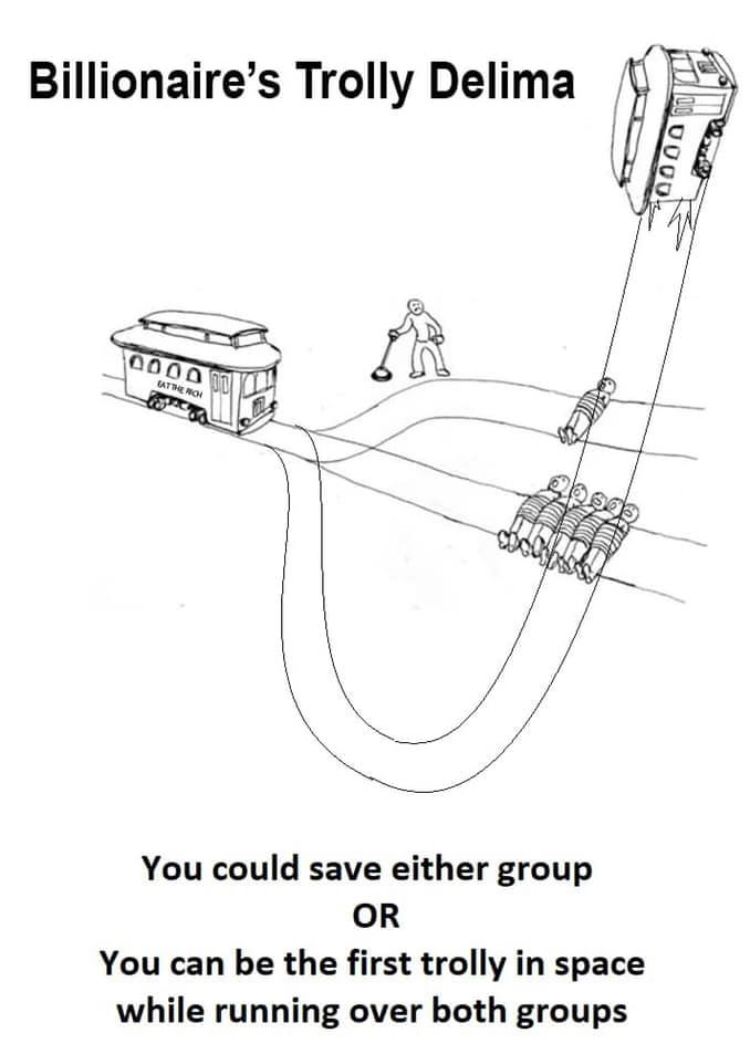 Billionaire's Trolly Delima
EAT THE RICH
You could save either group
OR
You can be the first trolly in space
while running over both groups